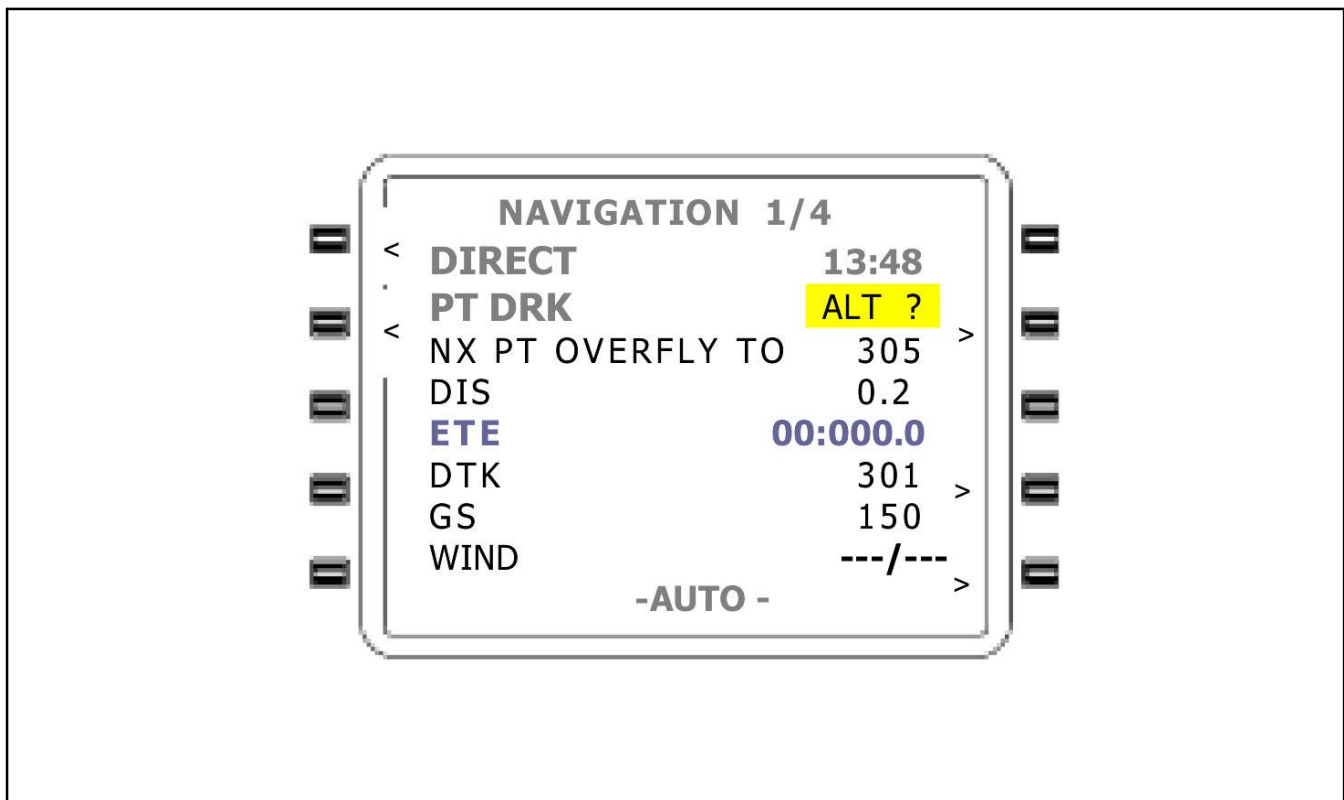 NAVIGATION 1/4
< DIRECT 13:48
PT DRK ALT ?
< >
NX PT OVERFLY TO 305
DIS 0.2
ETE 00:000.0
DTK 301 >
GS 150
WIND ---/---
-AUTO - >